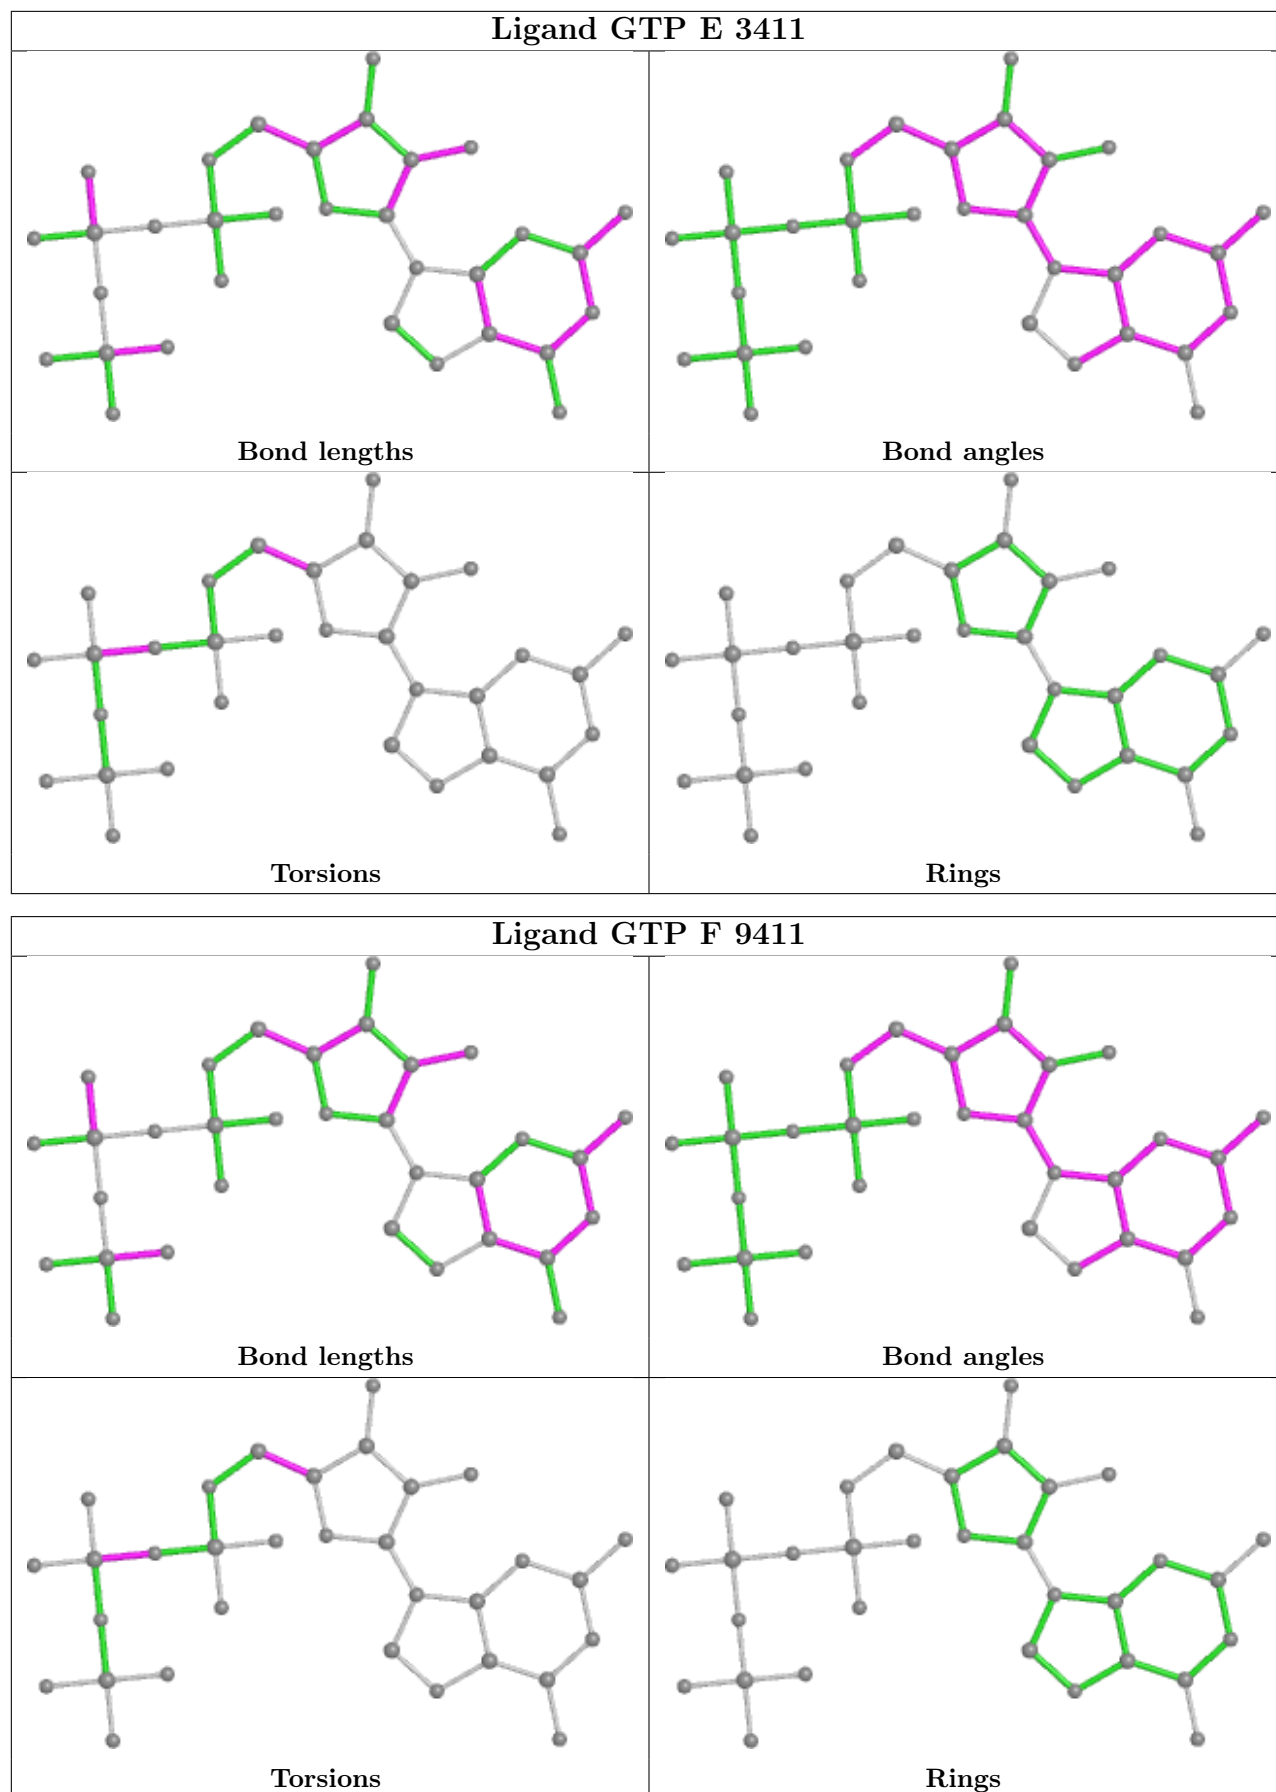 Ligand GTP E 3411
Bond lengths
Bond angles
Torsions
Rings
Ligand GTP F 9411
Bond lengths
Bond angles
Torsions
Rings